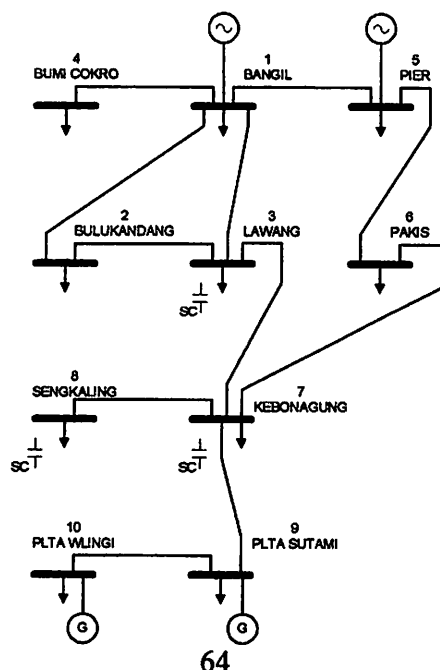 4
BUMI COKRO
1
BANGIL
5
PIER
2
BULUKANDANG
3
LAWANG
6
PAKIS
SC
8
SENGKALING
7
KEBONAGUNG
SC
SC
10
PLTA WLINGI
9
PLTA SUTAMI
G
G
64